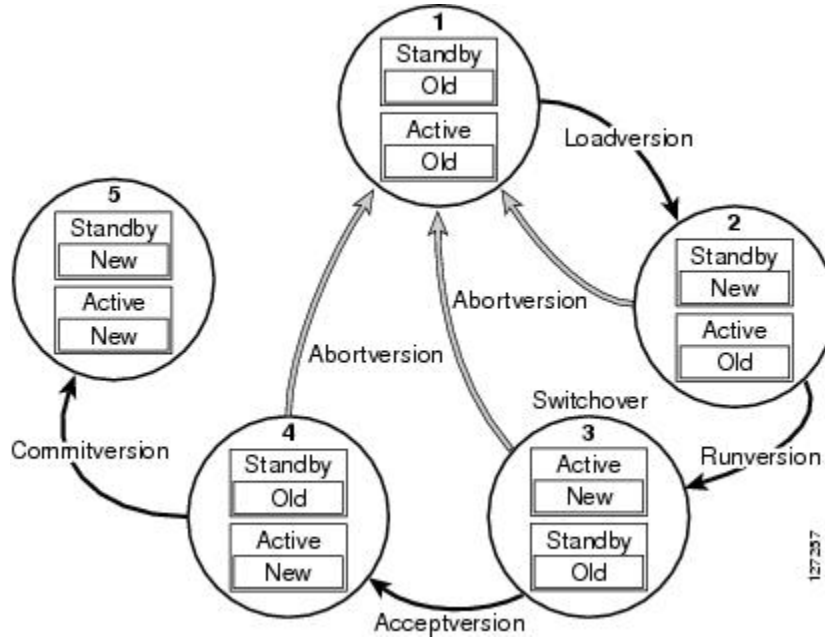 1
Standby
Old
Active
Old
Loadversion
5
Standby
New
Active
New
2
Standby
New
Active
Old
Abortversion
Abortversion
Switchover
Commitversion
4
Standby
Old
Active
New
3
Active
New
Standby
Old
Runversion
Acceptversion
127257